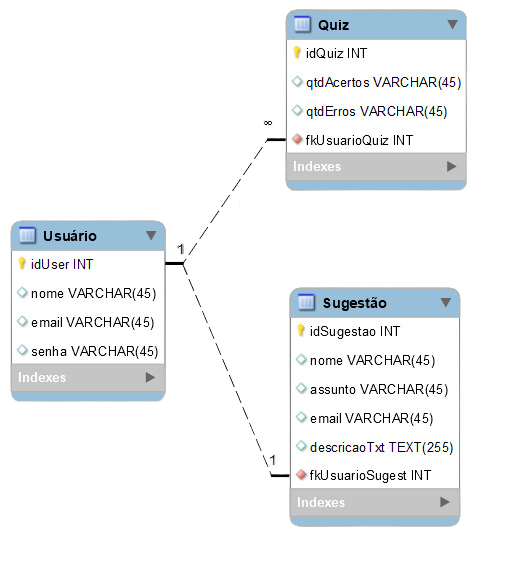 Quiz
idQuiz INT
qtdAcertos VARCHAR(45)
qtdErros VARCHAR(45)
fkUsuarioQuiz INT
Indexes
∞
1
Usuário
idUser INT
nome VARCHAR(45)
email VARCHAR(45)
senha VARCHAR(45)
Indexes
1
Sugestão
idSugestao INT
nome VARCHAR(45)
assunto VARCHAR(45)
email VARCHAR(45)
descricaoTxt TEXT(255)
fkUsuarioSugest INT
Indexes